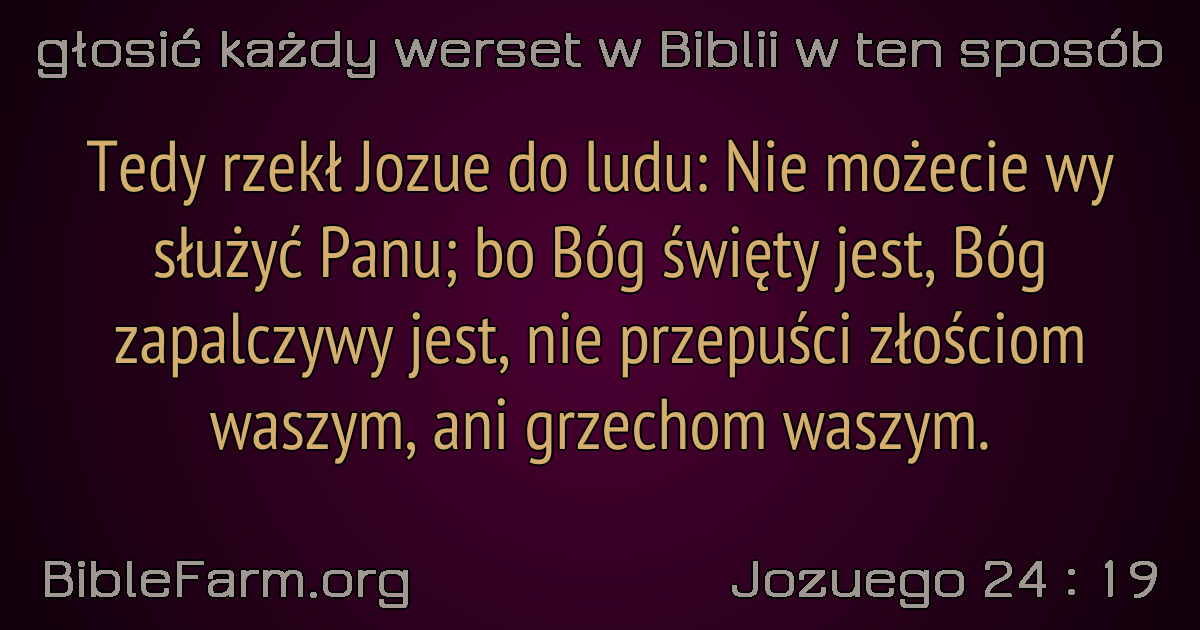 głosić każdy werset w Biblii w ten sposób
Tedy rzekł Jozue do ludu: Nie możecie wy
służyć Panu; bo Bóg święty jest, Bóg
zapalczywy jest, nie przepuści złościom
waszym, ani grzechom waszym.
BibleFarm.org
Jozuego 24 : 19